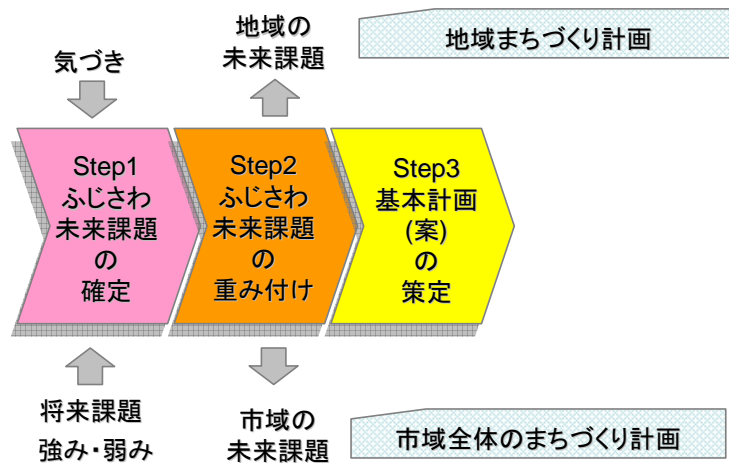 気づき
地域の
未来課題
地域まちづくり計画
Step1
ふじさわ
未来課題
の
確定
Step2
ふじさわ
未来課題
の
重み付け
Step3
基本計画
(案)
の
策定
将来課題
強み・弱み
市域の
未来課題
市域全体のまちづくり計画